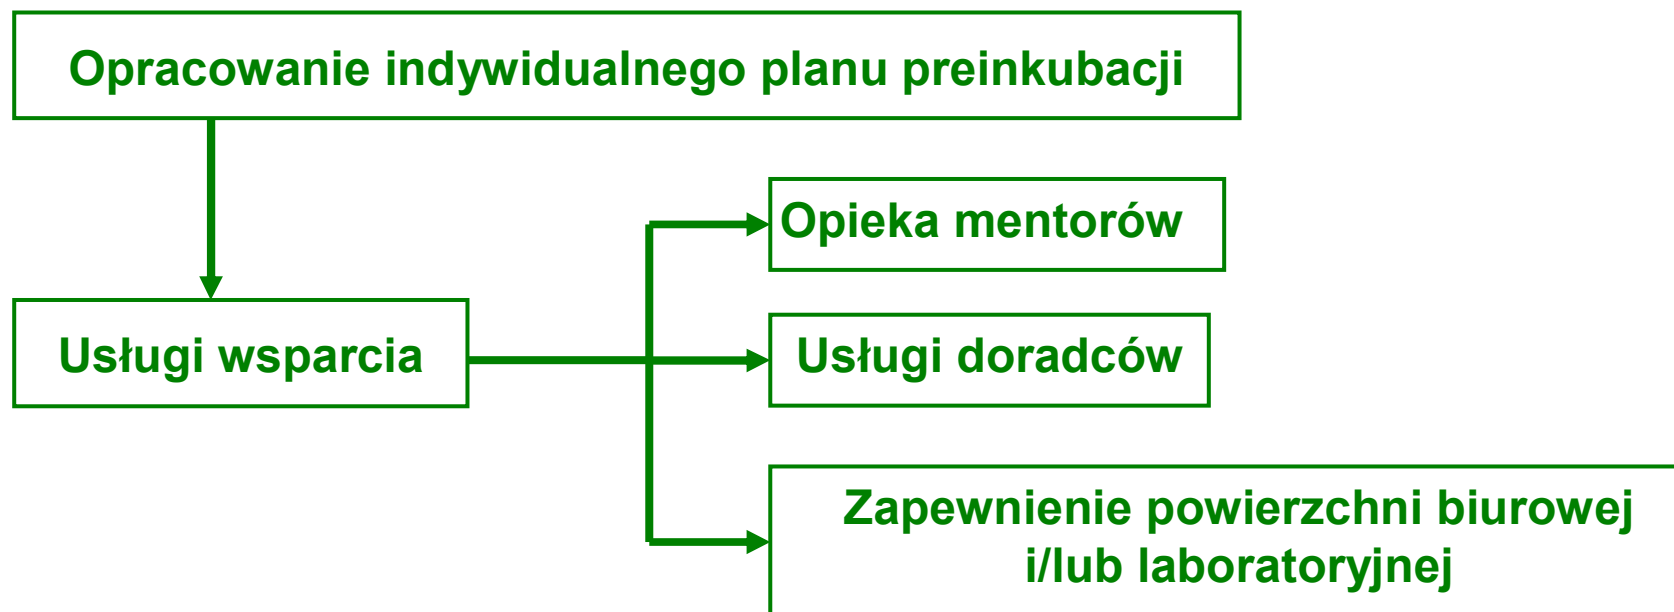 Opracowanie indywidualnego planu preinkubacji
Opieka mentorów
Usługi wsparcia
Usługi doradców
Zapewnienie powierzchni biurowej
i/lub laboratoryjnej